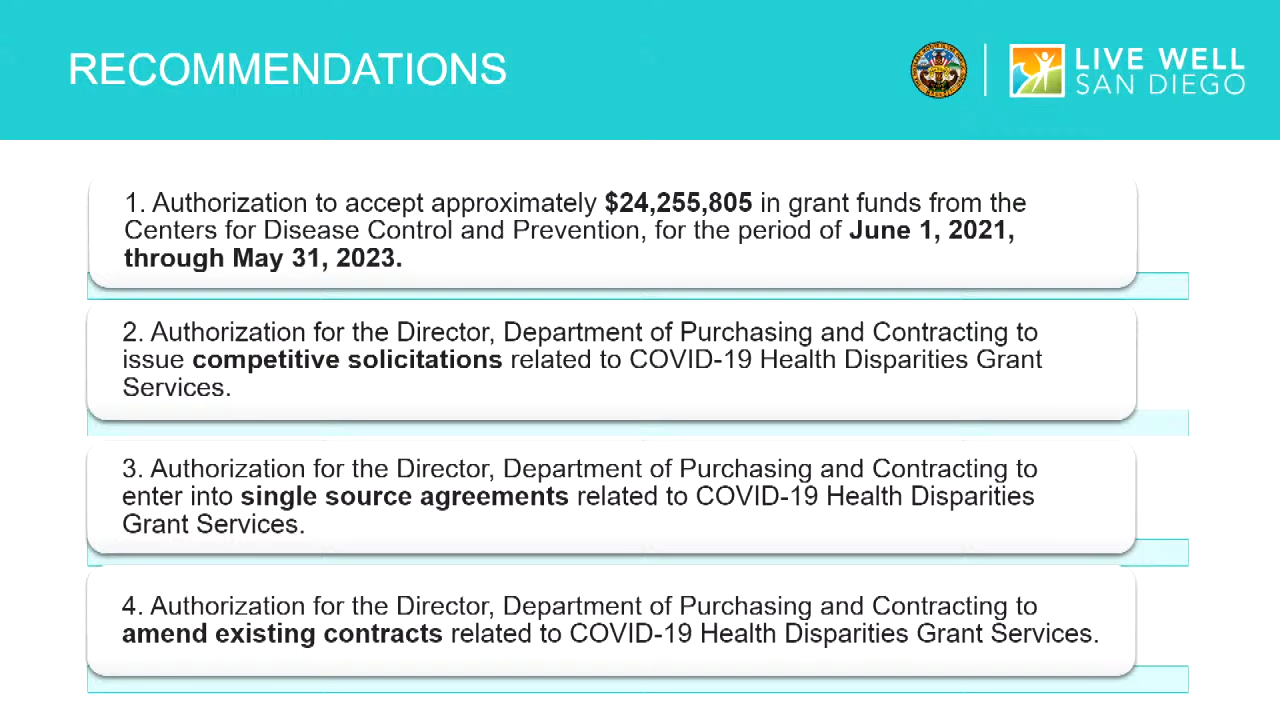 RECOMMENDATIONS
LIVE WELL
SAN DIEGO
1. Authorization to accept approximately $24,255,805 in grant funds from the
Centers for Disease Control and Prevention, for the period of June 1, 2021,
through May 31, 2023.
2. Authorization for the Director, Department of Purchasing and Contracting to
issue competitive solicitations related to COVID-19 Health Disparities Grant
Services.
3. Authorization for the Director, Department of Purchasing and Contracting to
enter into single source agreements related to COVID-19 Health Disparities
Grant Services.
4. Authorization for the Director, Department of Purchasing and Contracting to
amend existing contracts related to COVID-19 Health Disparities Grant Services.